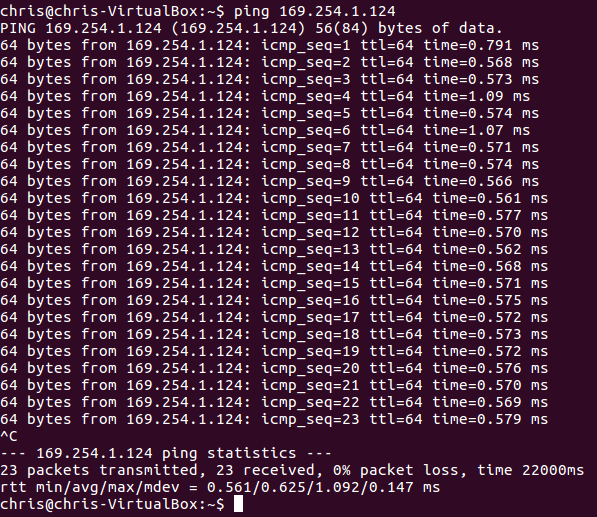 chris@chris-VirtualBox:~$ ping 169.254.1.124
PING 169.254.1.124 (169.254.1.124) 56(84) bytes of data.
64 bytes from 169.254.1.124: icmp_seq=1 ttl=64 time=0.791 ms
64 bytes from 169.254.1.124: icmp_seq=2 ttl=64 time=0.568 ms
64 bytes from 169.254.1.124: icmp_seq=3 ttl=64 time=0.573 ms
64 bytes from 169.254.1.124: icmp_seq=4 ttl=64 time=1.09 ms
64 bytes from 169.254.1.124: icmp_seq=5 ttl=64 time=0.574 ms
64 bytes from 169.254.1.124: icmp_seq=6 ttl=64 time=1.07 ms
64 bytes from 169.254.1.124: icmp_seq=7 ttl=64 time=0.571 ms
64 bytes from 169.254.1.124: icmp_seq=8 ttl=64 time=0.574 ms
64 bytes from 169.254.1.124: icmp_seq=9 ttl=64 time=0.566 ms
64 bytes from 169.254.1.124: icmp_seq=10 ttl=64 time=0.561 ms
64 bytes from 169.254.1.124: icmp_seq=11 ttl=64 time=0.577 ms
64 bytes from 169.254.1.124: icmp_seq=12 ttl=64 time=0.570 ms
64 bytes from 169.254.1.124: icmp_seq=13 ttl=64 time=0.562 ms
64 bytes from 169.254.1.124: icmp_seq=14 ttl=64 time=0.568 ms
64 bytes from 169.254.1.124: icmp_seq=15 ttl=64 time=0.571 ms
64 bytes from 169.254.1.124: icmp_seq=16 ttl=64 time=0.575 ms
64 bytes from 169.254.1.124: icmp_seq=17 ttl=64 time=0.572 ms
64 bytes from 169.254.1.124: icmp_seq=18 ttl=64 time=0.573 ms
64 bytes from 169.254.1.124: icmp_seq=19 ttl=64 time=0.572 ms
64 bytes from 169.254.1.124: icmp_seq=20 ttl=64 time=0.576 ms
64 bytes from 169.254.1.124: icmp_seq=21 ttl=64 time=0.570 ms
64 bytes from 169.254.1.124: icmp_seq=22 ttl=64 time=0.569 ms
64 bytes from 169.254.1.124: icmp_seq=23 ttl=64 time=0.579 ms
^C
--- 169.254.1.124 ping statistics ---
23 packets transmitted, 23 received, 0% packet loss, time 22000ms
rtt min/avg/max/mdev = 0.561/0.625/1.092/0.147 ms
chris@chris-VirtualBox:~$